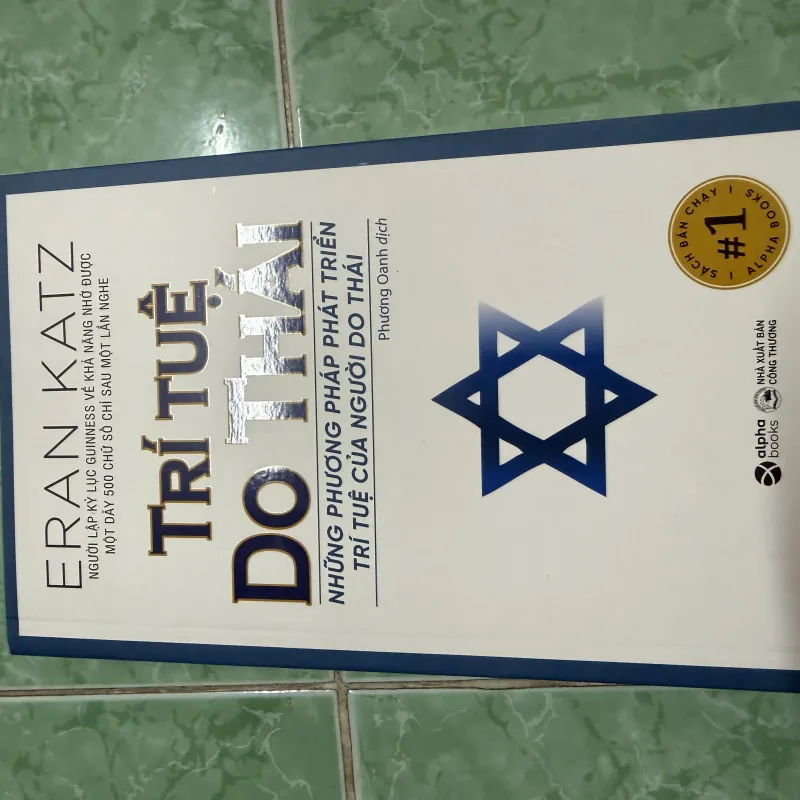 ERAN KATZ
NGƯỜI LẬP KỶ LỤC GUINNESS VỀ KHẢ NĂNG NHỚ ĐƯỢC
MỘT DÃY 500 CHỮ SỐ CHỈ SAU MỘT LẦN NGHE
TRÍ TUỆ
DO THÁI
NHỮNG PHƯƠNG PHÁP PHÁT TRIỂN
TRÍ TUỆ CỦA NGƯỜI DO THÁI
Phương Oanh dịch
alpha
books
NHÀ XUẤT BẢN
CÔNG THƯƠNG
SÁCH BÁN CHẠY
#1
ALPHA BOOKS